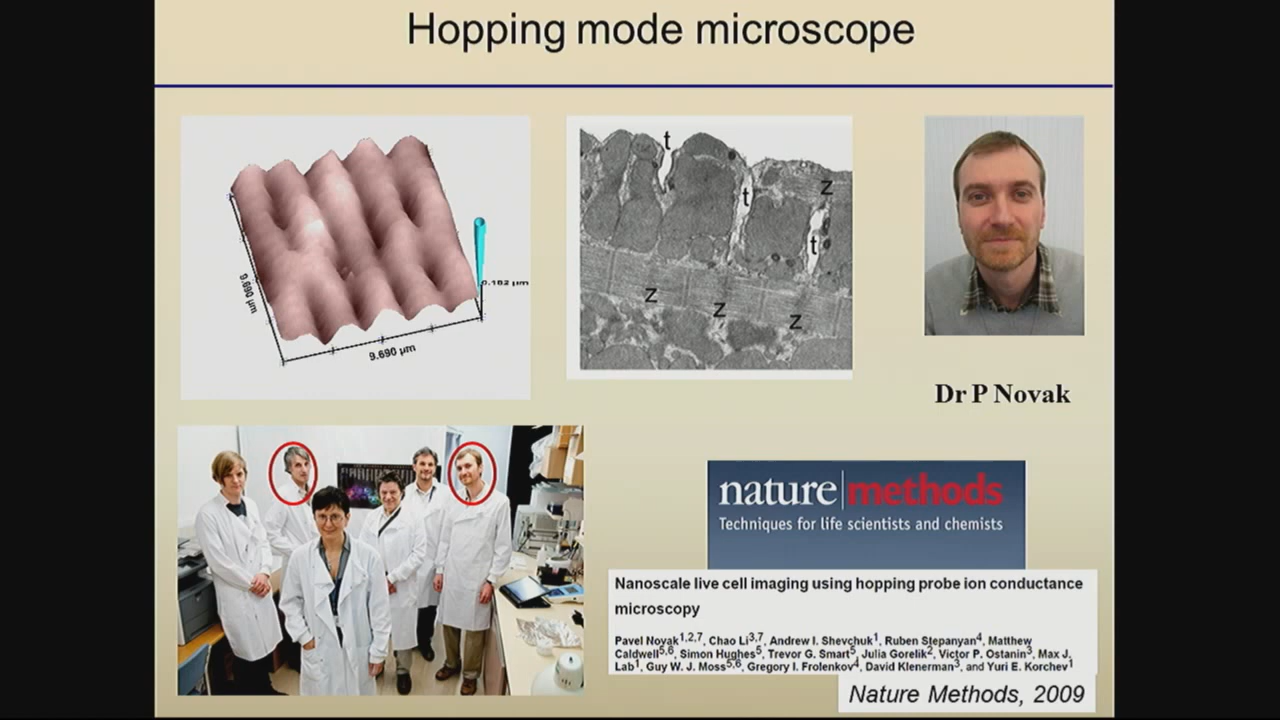 Hopping mode microscope
0.182 µm
9.690 µm
9.690 µm
t
t
t
z
z
z
z
Dr P Novak
nature methods
Techniques for life scientists and chemists
Nanoscale live cell imaging using hopping probe ion conductance
microscopy
Pavel Novak1,2,7, Chao Li3,7, Andrew I. Shevchuk1, Ruben Stepanyan4, Matthew
Caldwell5,6, Simon Hughes5, Trevor G. Smart5, Julia Gorelik2, Victor P. Ostanin3, Max J.
Lab1, Guy W. J. Moss5,6, Gregory I. Frolenkov4, David Klenerman3, and Yuri E. Korchev1
Nature Methods, 2009